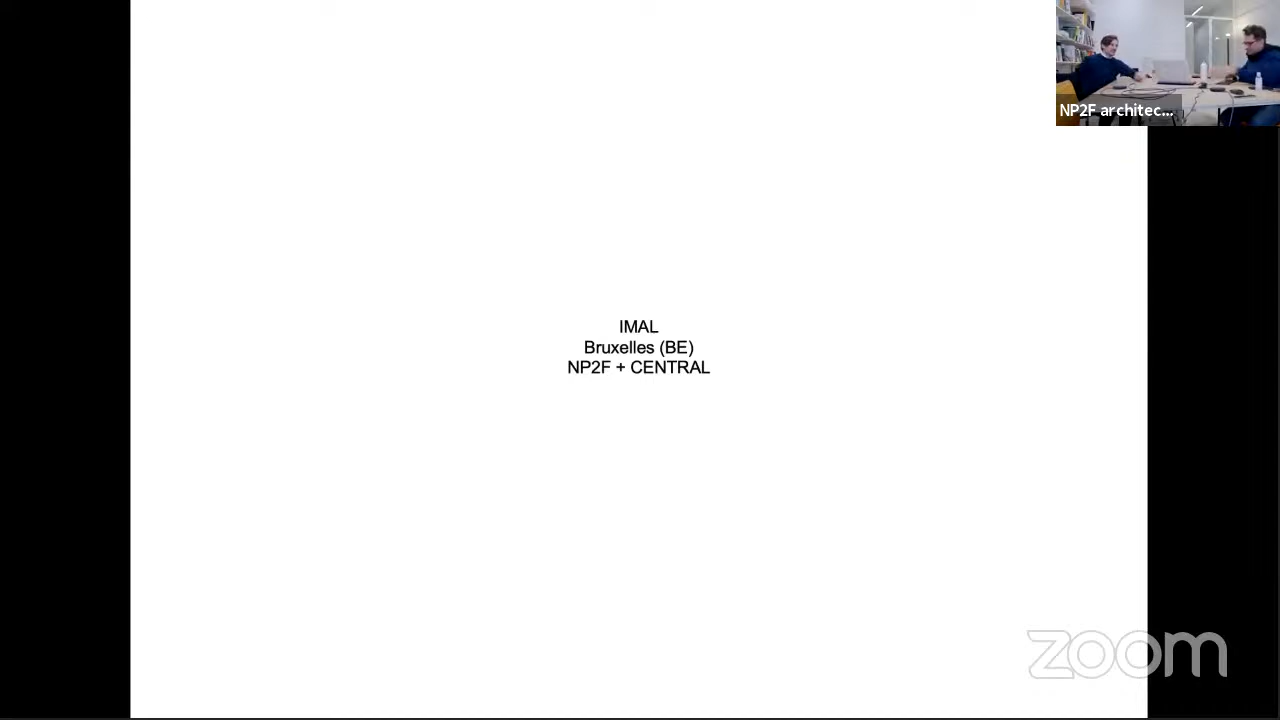 NP2F architec...
IMAL
Bruxelles (BE)
NP2F + CENTRAL
zoom